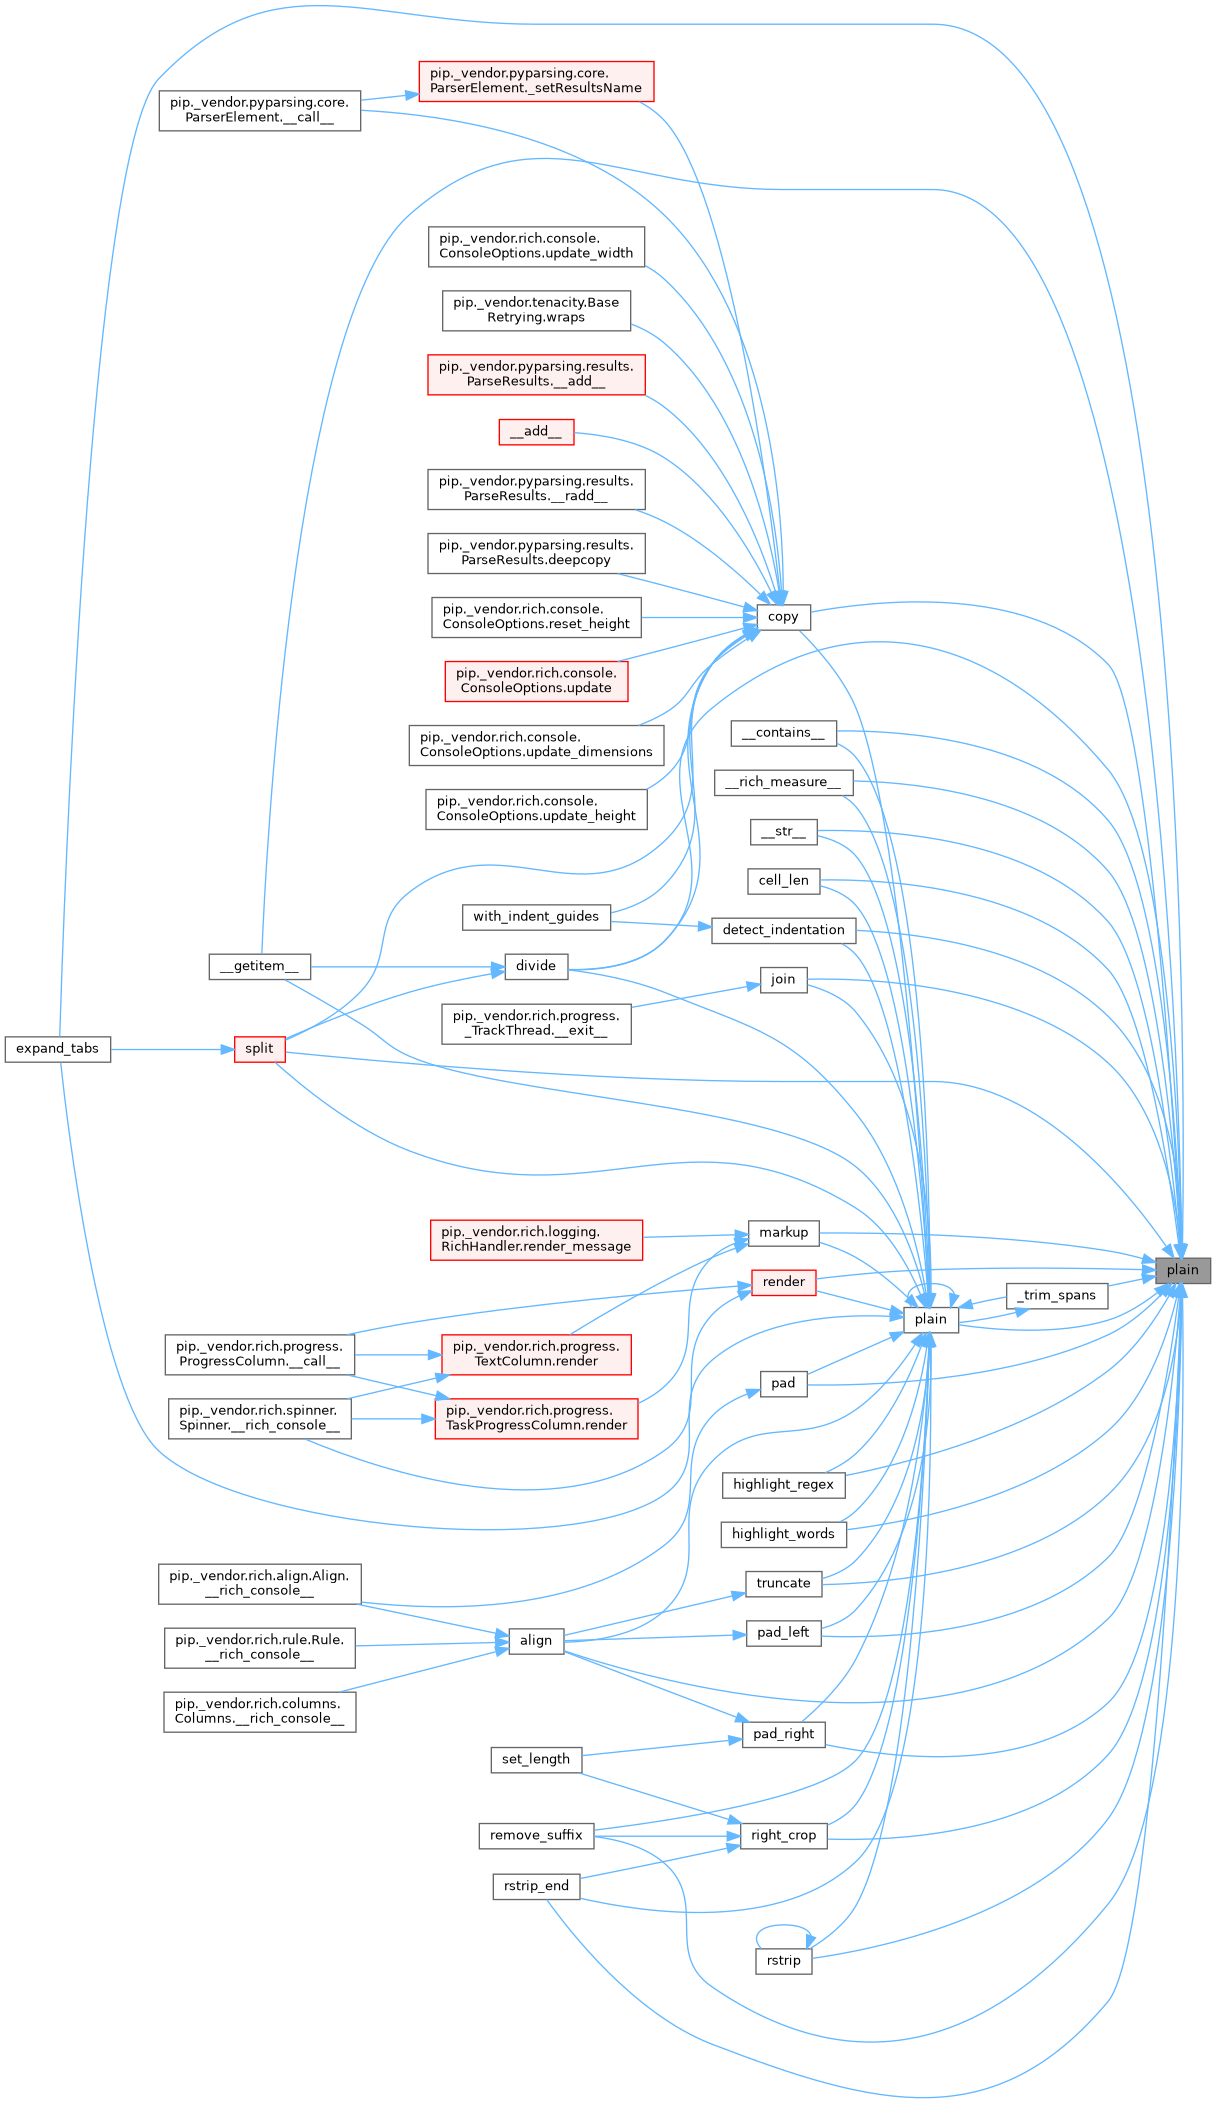 pip._vendor.pyparsing.core.
ParserElement._setResultsName
pip._vendor.pyparsing.core.
ParserElement.__call__
pip._vendor.rich.console.
ConsoleOptions.update_width
pip._vendor.tenacity.Base
Retrying.wraps
pip._vendor.pyparsing.results.
ParseResults.__add__
__add__
pip._vendor.pyparsing.results.
ParseResults.__radd__
pip._vendor.pyparsing.results.
ParseResults.deepcopy
pip._vendor.rich.console.
ConsoleOptions.reset_height
copy
pip._vendor.rich.console.
ConsoleOptions.update
pip._vendor.rich.console.
ConsoleOptions.update_dimensions
__contains__
__rich_measure__
pip._vendor.rich.console.
ConsoleOptions.update_height
__str__
cell_len
with_indent_guides
detect_indentation
__getitem__
divide
join
pip._vendor.rich.progress.
_TrackThread.__exit__
expand_tabs
split
markup
pip._vendor.rich.logging.
RichHandler.render_message
plain
render
_trim_spans
plain
pip._vendor.rich.progress.
ProgressColumn.__call__
pip._vendor.rich.progress.
TextColumn.render
pad
pip._vendor.rich.spinner.
Spinner.__rich_console__
pip._vendor.rich.progress.
TaskProgressColumn.render
highlight_regex
highlight_words
pip._vendor.rich.align.Align.
__rich_console__
truncate
pip._vendor.rich.rule.Rule.
__rich_console__
align
pad_left
pip._vendor.rich.columns.
Columns.__rich_console__
pad_right
set_length
remove_suffix
right_crop
rstrip_end
rstrip